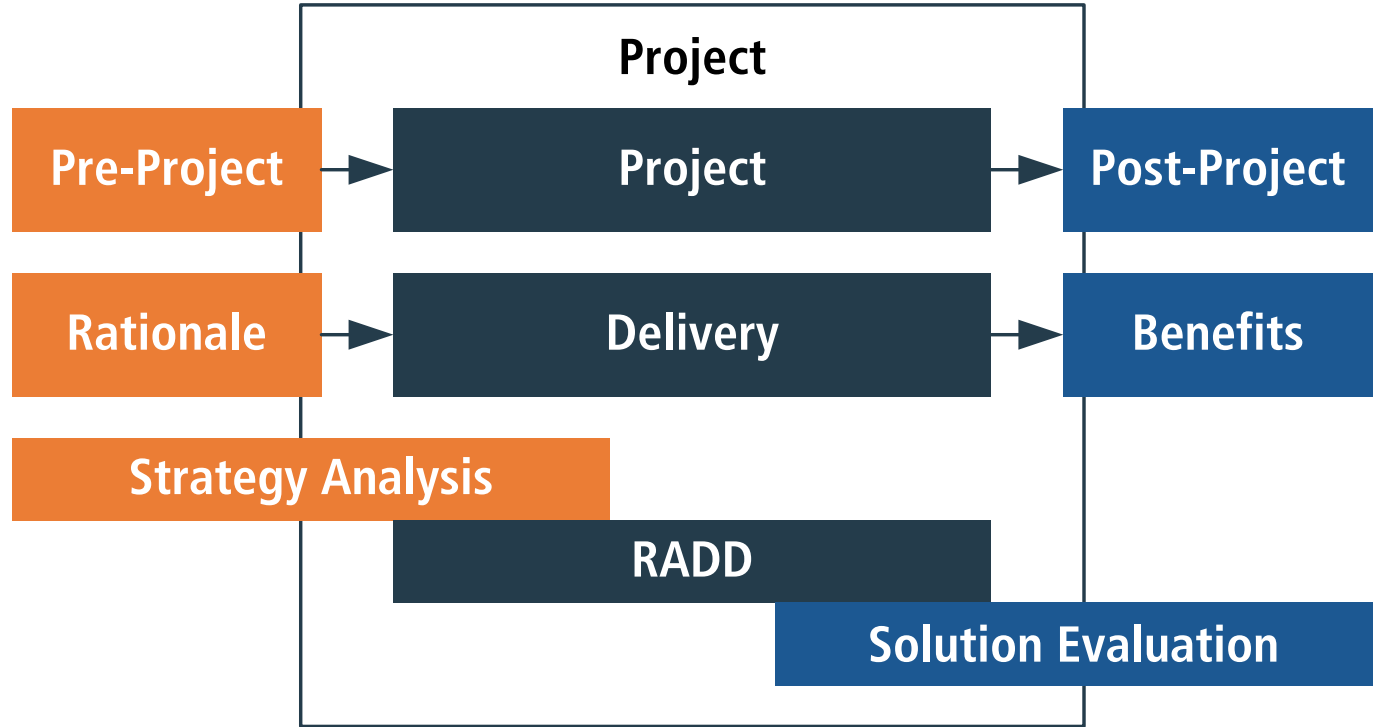 Project
Pre-Project
Project
Post-Project
Rationale
Delivery
Benefits
Strategy Analysis
RADD
Solution Evaluation